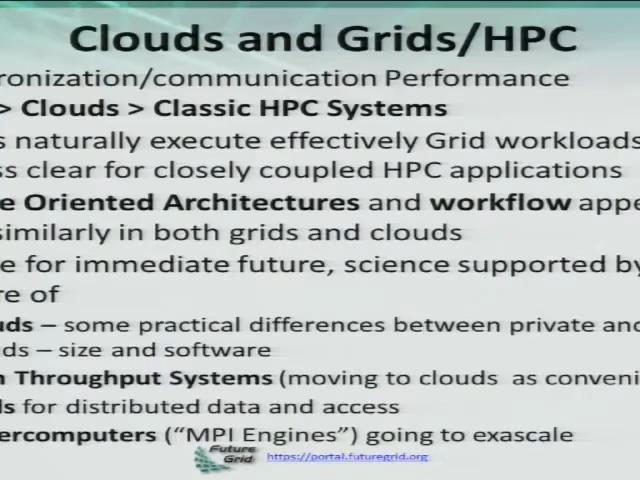 Clouds and Grids/HPC
ronization/communication Performance
> Clouds > Classic HPC Systems
s naturally execute effectively Grid workloads
ss clear for closely coupled HPC applications
e Oriented Architectures and workflow appe
similarly in both grids and clouds
e for immediate future, science supported by
re of
uds – some practical differences between private and
ds – size and software
h Throughput Systems (moving to clouds as conveni
ds for distributed data and access
ercomputers (“MPI Engines”) going to exascale
Future
Grid
https://portal.futuregrid.org